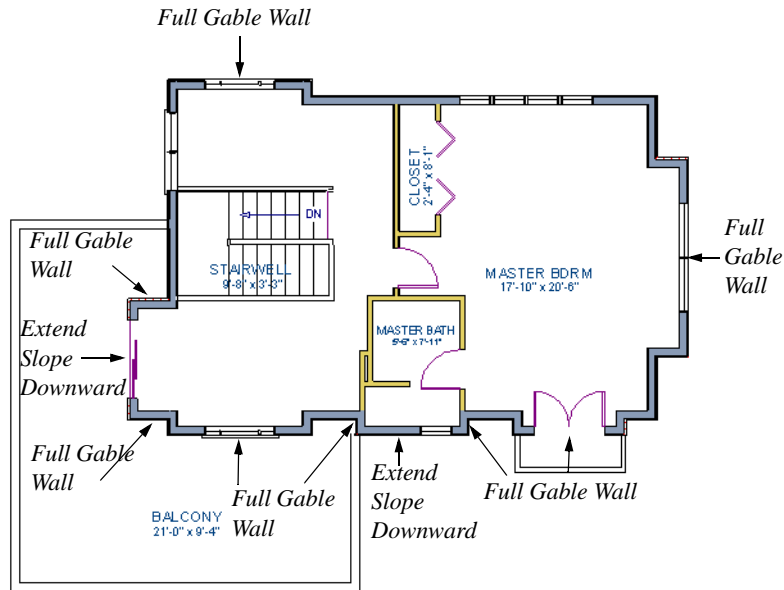 Full Gable Wall
CLOSET
2'-4" x 8'-1"
DN
Full Gable
Wall
STAIRWELL
9'-8" x 3'-3"
MASTER BDRM
17'-10" x 20'-6"
Full
Gable
Wall
Extend
Slope
Downward
MASTER BATH
5'-6" x 7'-11"
Full Gable
Wall
Full Gable
Wall
Extend
Slope
Downward
Full Gable Wall
BALCONY
21'-0" x 9'-4"